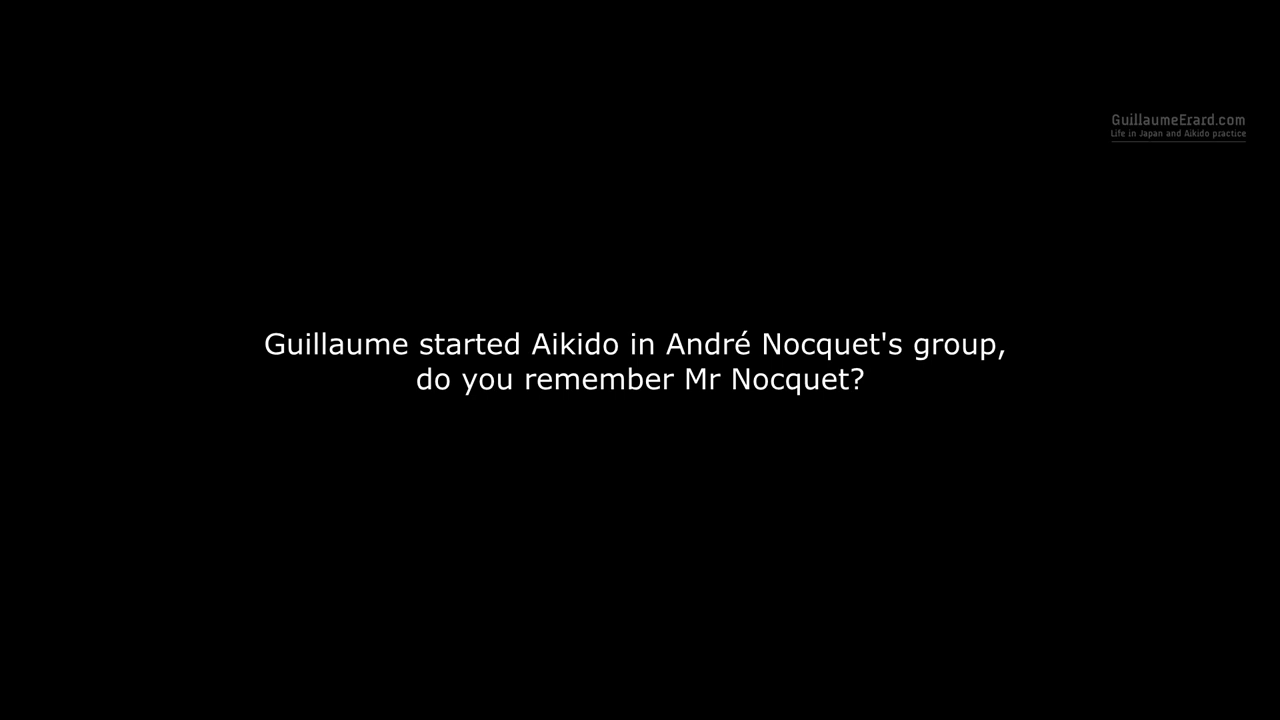 GuillaumeErard.com
Life in Japan and Aikido practice
Guillaume started Aikido in André Nocquet's group,
do you remember Mr Nocquet?